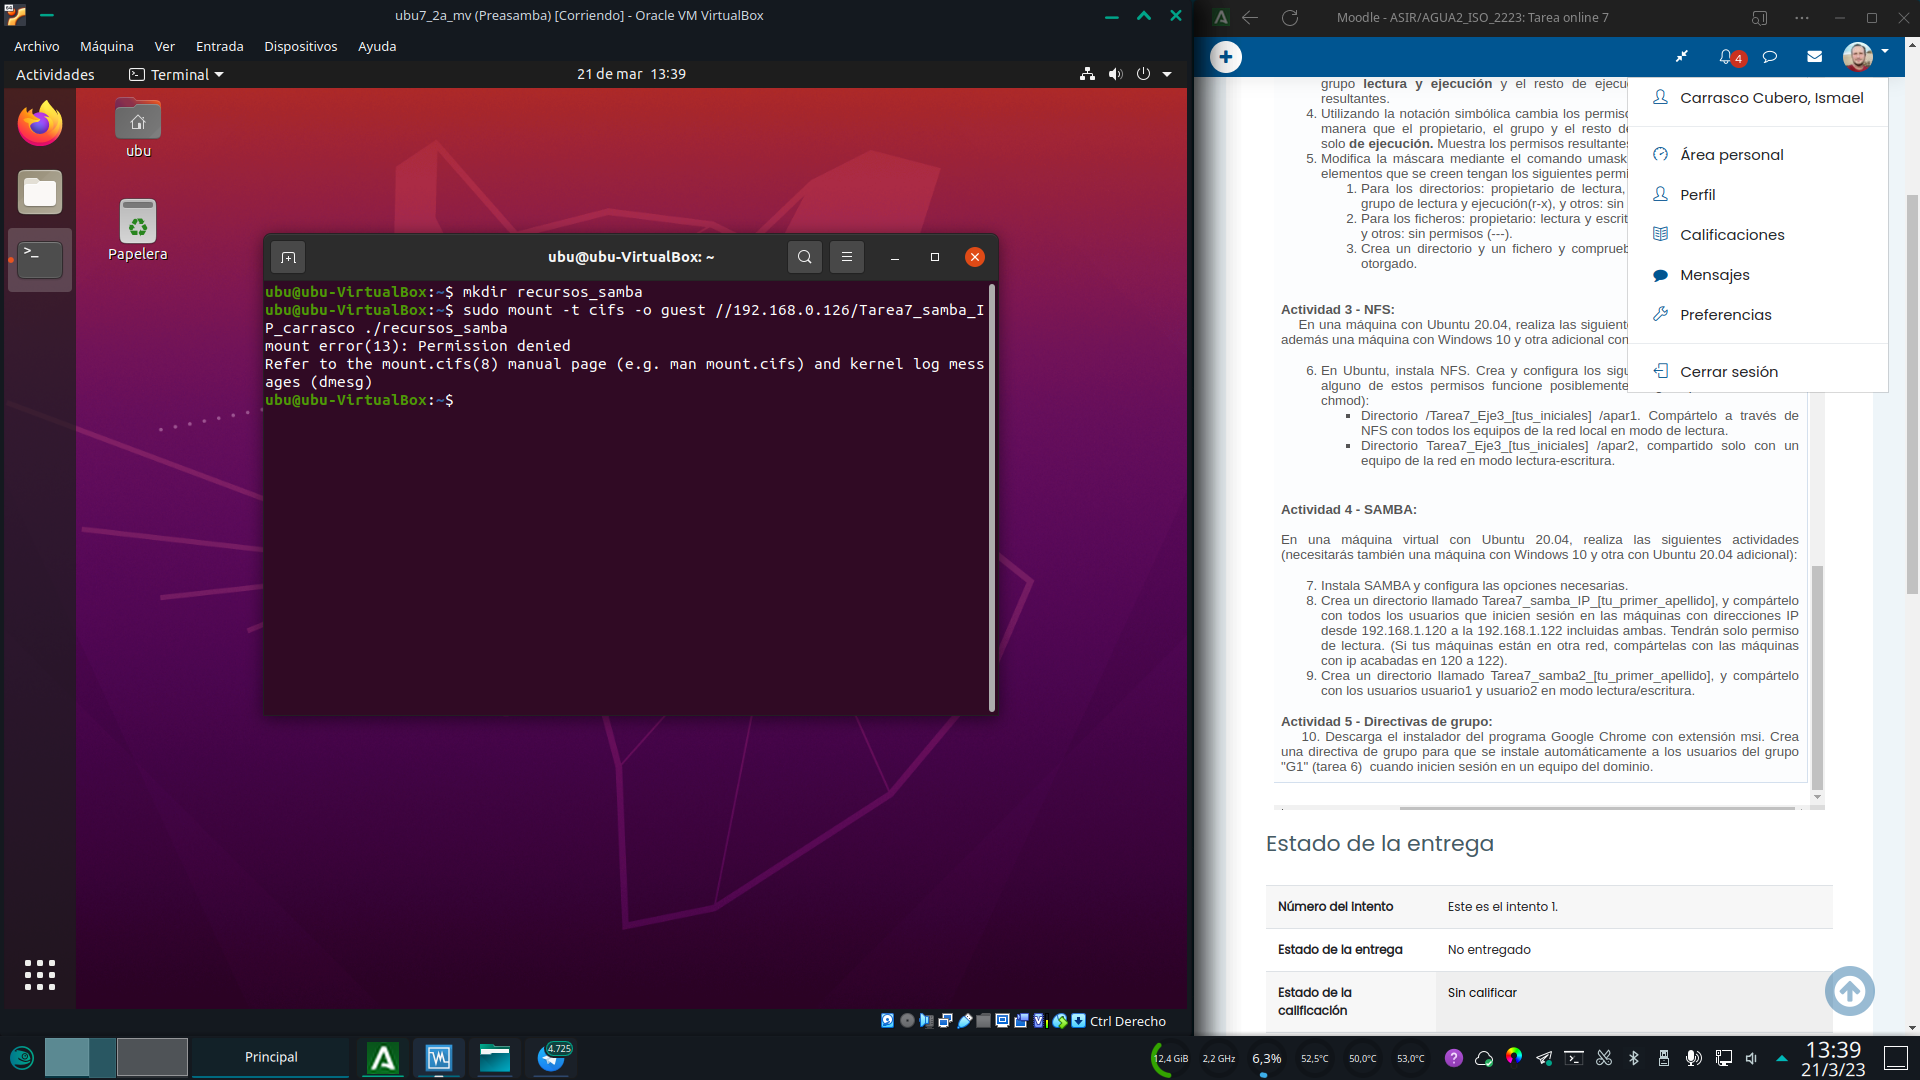 ubu7_2a_mv (Preasamba) [Corriendo] - Oracle VM VirtualBox
Archivo Máquina Ver Entrada Dispositivos Ayuda
Actividades Terminal 21 de mar 13:39
ubu
Papelera
ubu@ubu-VirtualBox: ~
ubu@ubu-VirtualBox:~$ mkdir recursos_samba
ubu@ubu-VirtualBox:~$ sudo mount -t cifs -o guest //192.168.0.126/Tarea7_samba_I
P_carrasco ./recursos_samba
mount error(13): Permission denied
Refer to the mount.cifs(8) manual page (e.g. man mount.cifs) and kernel log mess
ages (dmesg)
ubu@ubu-VirtualBox:~$
Ctrl Derecho
Moodle - ASIR/AGUA2_ISO_2223: Tarea online 7
4
Carrasco Cubero, Ismael
Área personal
Perfil
Calificaciones
Mensajes
Preferencias
Cerrar sesión
grupo lectura y ejecución y el resto de ejecu
resultantes.
4. Utilizando la notación simbólica cambia los permiso
manera que el propietario, el grupo y el resto de
solo de ejecución. Muestra los permisos resultantes
5. Modifica la máscara mediante el comando umask
elementos que se creen tengan los siguientes permi
1. Para los directorios: propietario de lectura,
grupo de lectura y ejecución(r-x), y otros: sin
2. Para los ficheros: propietario: lectura y escrit
y otros: sin permisos (---).
3. Crea un directorio y un fichero y comprueb
otorgado.
Actividad 3 - NFS:
En una máquina con Ubuntu 20.04, realiza las siguiente
además una máquina con Windows 10 y otra adicional con
6. En Ubuntu, instala NFS. Crea y configura los sigu
alguno de estos permisos funcione posiblemente
chmod):
▪ Directorio /Tarea7_Eje3_[tus_iniciales] /apar1. Compártelo a través de
NFS con todos los equipos de la red local en modo de lectura.
▪ Directorio Tarea7_Eje3_[tus_iniciales] /apar2, compartido solo con un
equipo de la red en modo lectura-escritura.
Actividad 4 - SAMBA:
En una máquina virtual con Ubuntu 20.04, realiza las siguientes actividades
(necesitarás también una máquina con Windows 10 y otra con Ubuntu 20.04 adicional):
7. Instala SAMBA y configura las opciones necesarias.
8. Crea un directorio llamado Tarea7_samba_IP_[tu_primer_apellido], y compártelo
con todos los usuarios que inicien sesión en las máquinas con direcciones IP
desde 192.168.1.120 a la 192.168.1.122 incluidas ambas. Tendrán solo permiso
de lectura. (Si tus máquinas están en otra red, compártelas con las máquinas
con ip acabadas en 120 a 122).
9. Crea un directorio llamado Tarea7_samba2_[tu_primer_apellido], y compártelo
con los usuarios usuario1 y usuario2 en modo lectura/escritura.
Actividad 5 - Directivas de grupo:
10. Descarga el instalador del programa Google Chrome con extensión msi. Crea
una directiva de grupo para que se instale automáticamente a los usuarios del grupo
"G1" (tarea 6) cuando inicien sesión en un equipo del dominio.
Estado de la entrega
Número del intento Este es el intento 1.
Estado de la entrega No entregado
Estado de la Sin calificar
calificación
Principal
4.725
12,4 GiB 2,2 GHz 6,3% 52,5°C 50,0°C 53,0°C
13:39
21/3/23